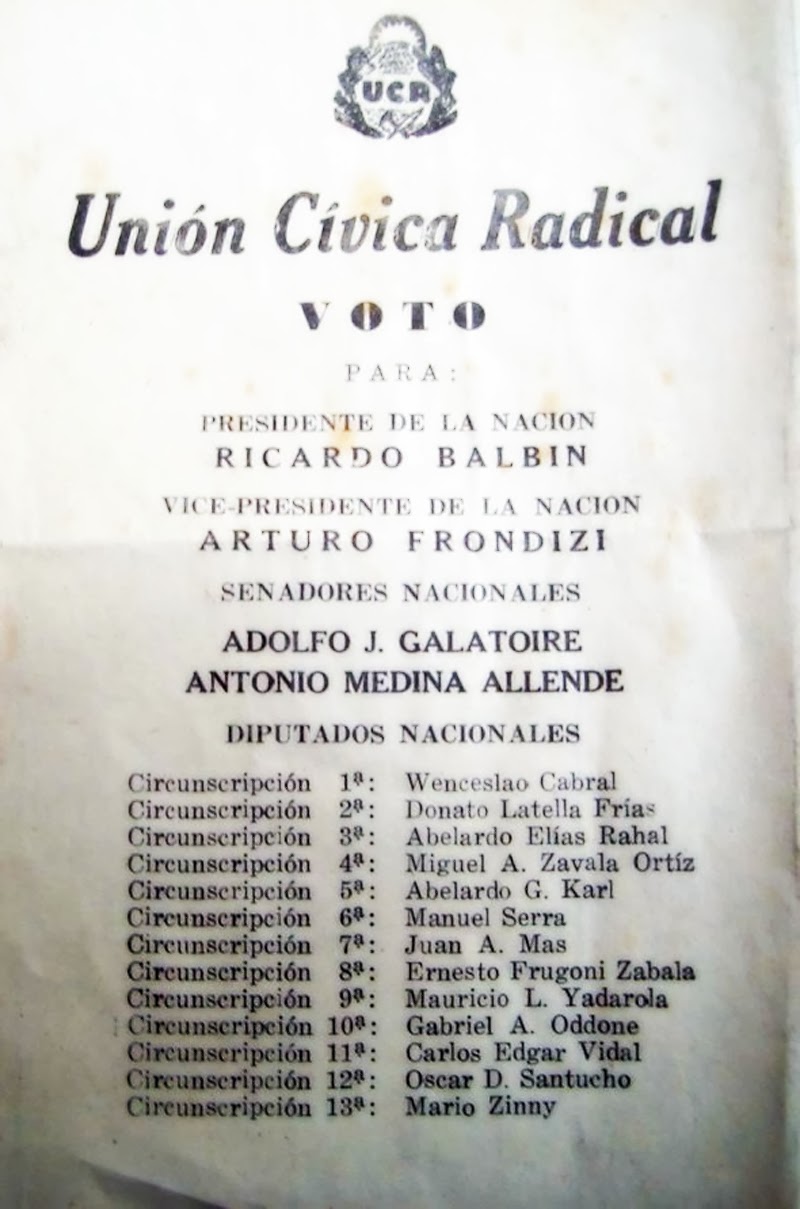 UCR
Unión Cívica Radical
VOTO
PARA:
PRESIDENTE DE LA NACION
RICARDO BALBIN
VICE-PRESIDENTE DE LA NACION
ARTURO FRONDIZI
SENADORES NACIONALES
ADOLFO J. GALATOIRE
ANTONIO MEDINA ALLENDE
DIPUTADOS NACIONALES
Circunscripción 1ª: Wenceslao Cabral
Circunscripción 2ª: Donato Latella Frías
Circunscripción 3ª: Abelardo Elías Rahal
Circunscripción 4ª: Miguel A. Zavala Ortíz
Circunscripción 5ª: Abelardo G. Karl
Circunscripción 6ª: Manuel Serra
Circunscripción 7ª: Juan A. Mas
Circunscripción 8ª: Ernesto Frugoni Zabala
Circunscripción 9ª: Mauricio L. Yadarola
Circunscripción 10ª: Gabriel A. Oddone
Circunscripción 11ª: Carlos Edgar Vidal
Circunscripción 12ª: Oscar D. Santucho
Circunscripción 13ª: Mario Zinny